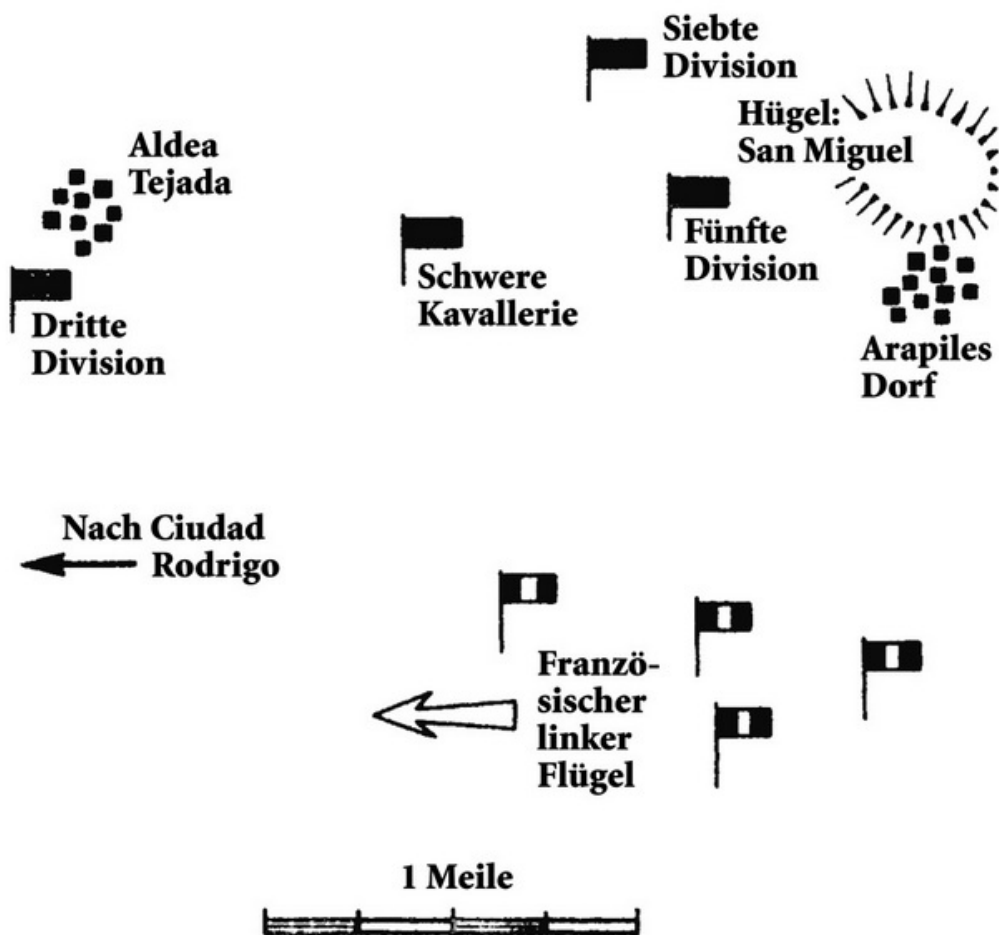 Siebte
Division
Hügel:
San Miguel
Aldea
Tejada
Fünfte
Division
Schwere
Kavallerie
Dritte
Division
Arapiles
Dorf
Nach Ciudad
Rodrigo
Franzö-
sischer
linker
Flügel
1 Meile